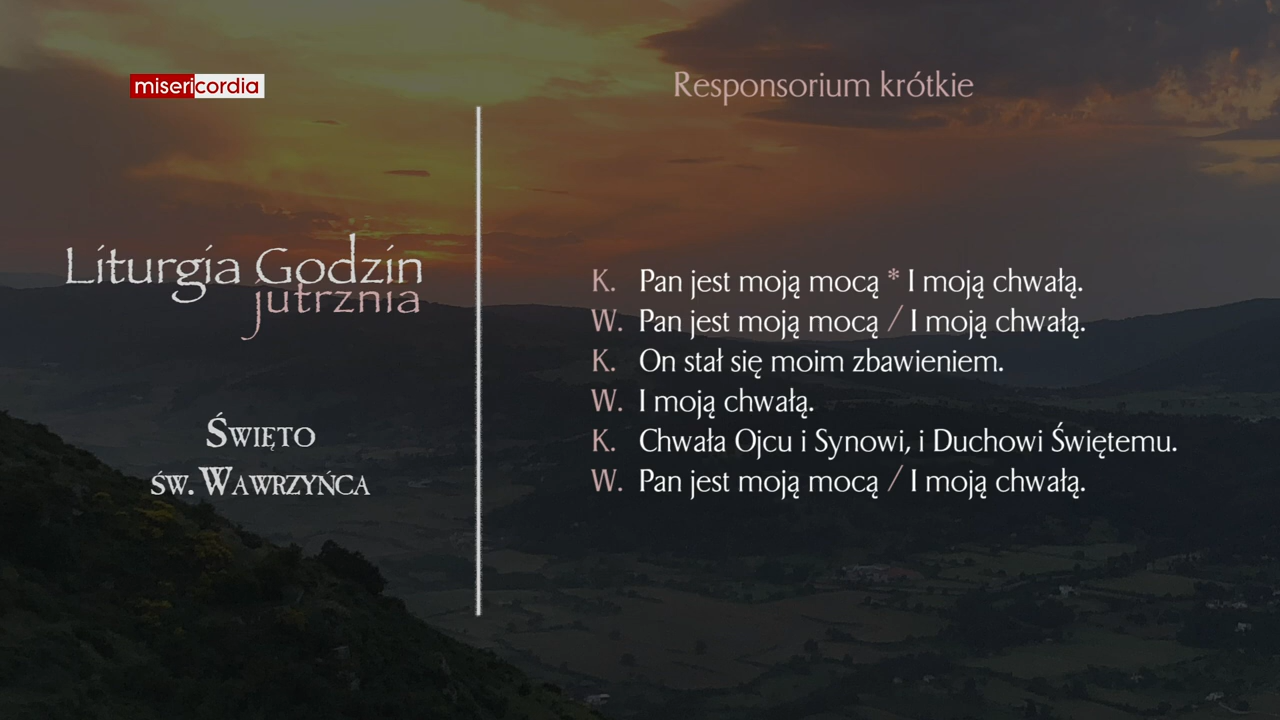 misericordia
Liturgia Godzin
jutrznia
Święto
św. Wawrzyńca
Responsorium krótkie
K. Pan jest moją mocą * I moją chwałą.
W. Pan jest moją mocą / I moją chwałą.
K. On stał się moim zbawieniem.
W. I moją chwałą.
K. Chwała Ojcu i Synowi, i Duchowi Świętemu.
W. Pan jest moją mocą / I moją chwałą.